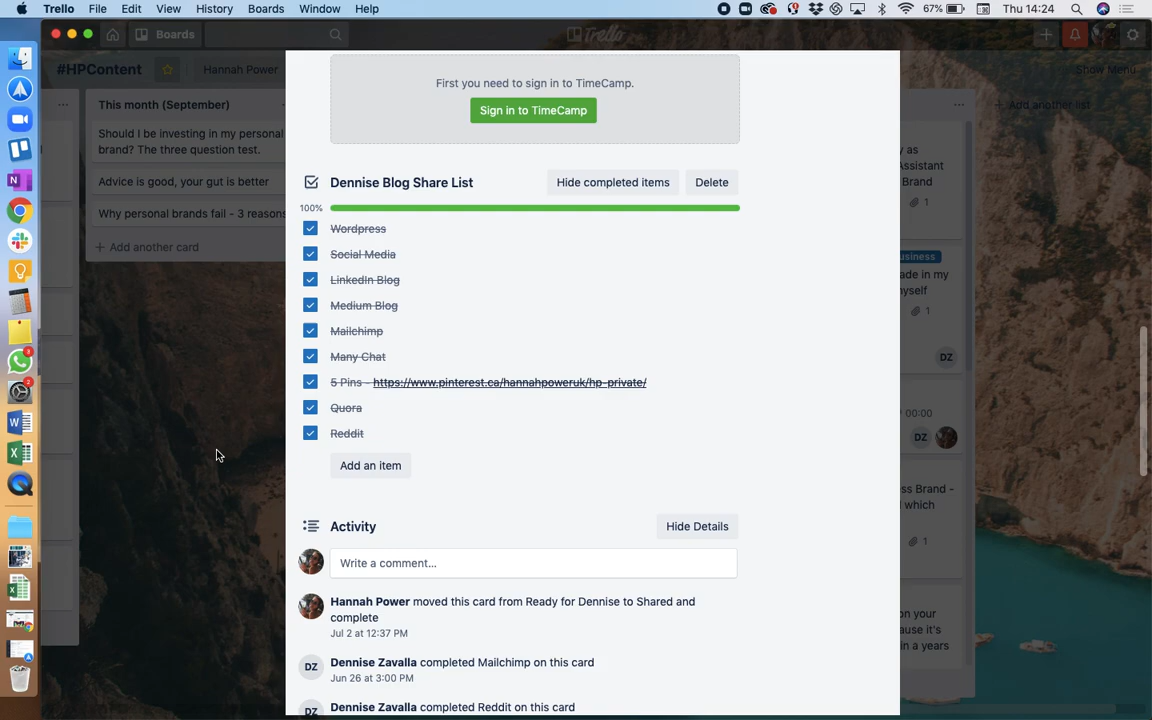 Trello File Edit View History Boards Window Help
67% Thu 14:24
Boards
Trello
#HPContent
Hannah Power
Show Menu
This month (September)
Should I be investing in my personal
brand? The three question test.
Advice is good, your gut is better
Why personal brands fail - 3 reasons
+ Add another card
First you need to sign in to TimeCamp.
Sign in to TimeCamp
Dennise Blog Share List
Hide completed items
Delete
100%
Wordpress
Social Media
LinkedIn Blog
Medium Blog
Mailchimp
Many Chat
5 Pins - https://www.pinterest.ca/hannahpoweruk/hp-private/
Quora
Reddit
Add an item
Activity
Hide Details
Write a comment...
Hannah Power moved this card from Ready for Dennise to Shared and
complete
Jul 2 at 12:37 PM
DZ
Dennise Zavalla completed Mailchimp on this card
Jun 26 at 3:00 PM
DZ
Dennise Zavalla completed Reddit on this card
+ Add another list
y as
Assistant
Brand
1
usiness
ade in my
myself
1
DZ
00:00
DZ
ss Brand -
which
1
on your
ause it's
in a years